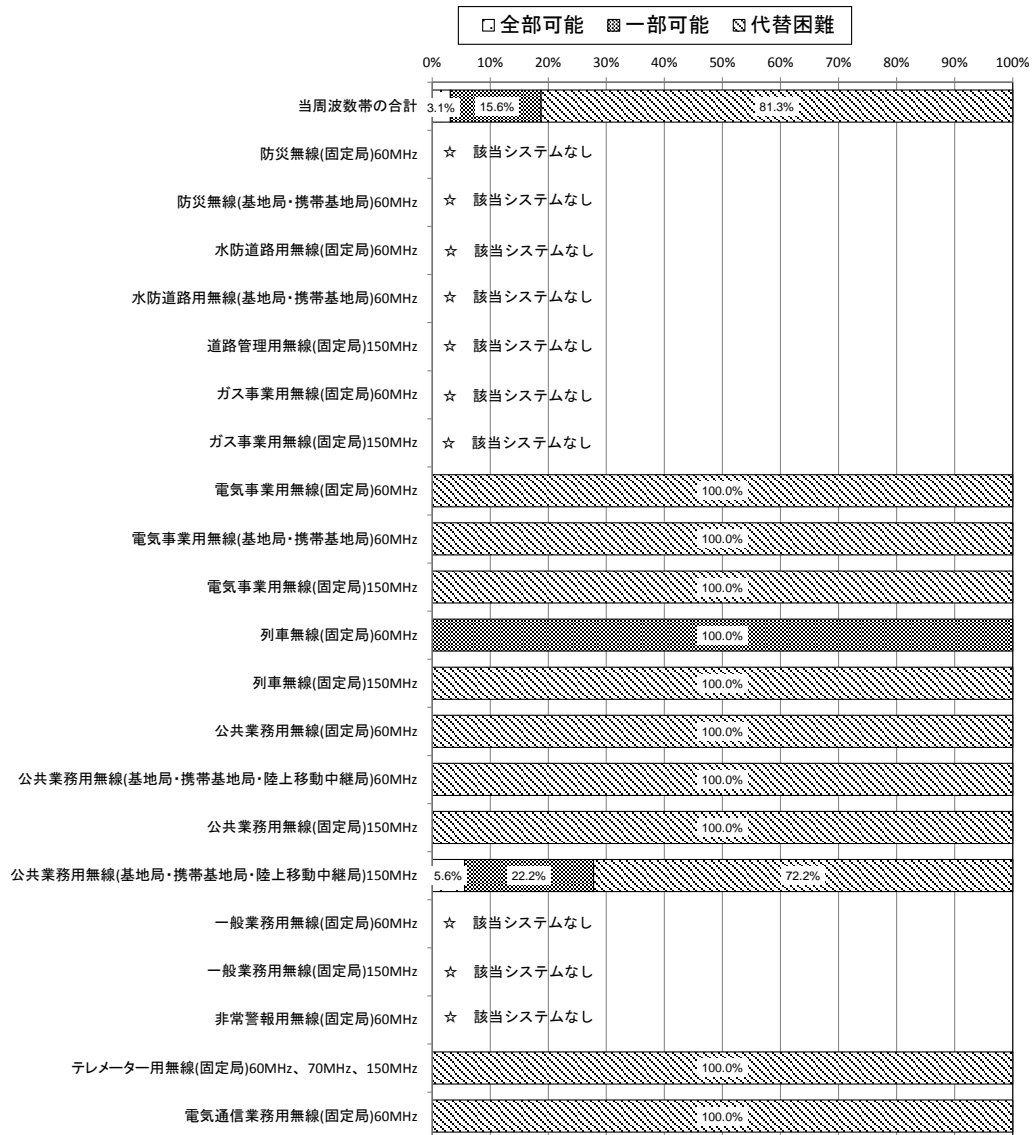 全部可能 一部可能 代替困難
0% 10% 20% 30% 40% 50% 60% 70% 80% 90% 100%
当周波数帯の合計 3.1% 15.6% 81.3%
防災無線(固定局)60MHz ☆ 該当システムなし
防災無線(基地局・携帯基地局)60MHz ☆ 該当システムなし
水防道路用無線(固定局)60MHz ☆ 該当システムなし
水防道路用無線(基地局・携帯基地局)60MHz ☆ 該当システムなし
道路管理用無線(固定局)150MHz ☆ 該当システムなし
ガス事業用無線(固定局)60MHz ☆ 該当システムなし
ガス事業用無線(固定局)150MHz ☆ 該当システムなし
電気事業用無線(固定局)60MHz 100.0%
電気事業用無線(基地局・携帯基地局)60MHz 100.0%
電気事業用無線(固定局)150MHz 100.0%
列車無線(固定局)60MHz 100.0%
列車無線(固定局)150MHz 100.0%
公共業務用無線(固定局)60MHz 100.0%
公共業務用無線(基地局・携帯基地局・陸上移動中継局)60MHz 100.0%
公共業務用無線(固定局)150MHz 100.0%
公共業務用無線(基地局・携帯基地局・陸上移動中継局)150MHz 5.6% 22.2% 72.2%
一般業務用無線(固定局)60MHz ☆ 該当システムなし
一般業務用無線(固定局)150MHz ☆ 該当システムなし
非常警報用無線(固定局)60MHz ☆ 該当システムなし
テレメーター用無線(固定局)60MHz、70MHz、150MHz 100.0%
電気通信業務用無線(固定局)60MHz 100.0%